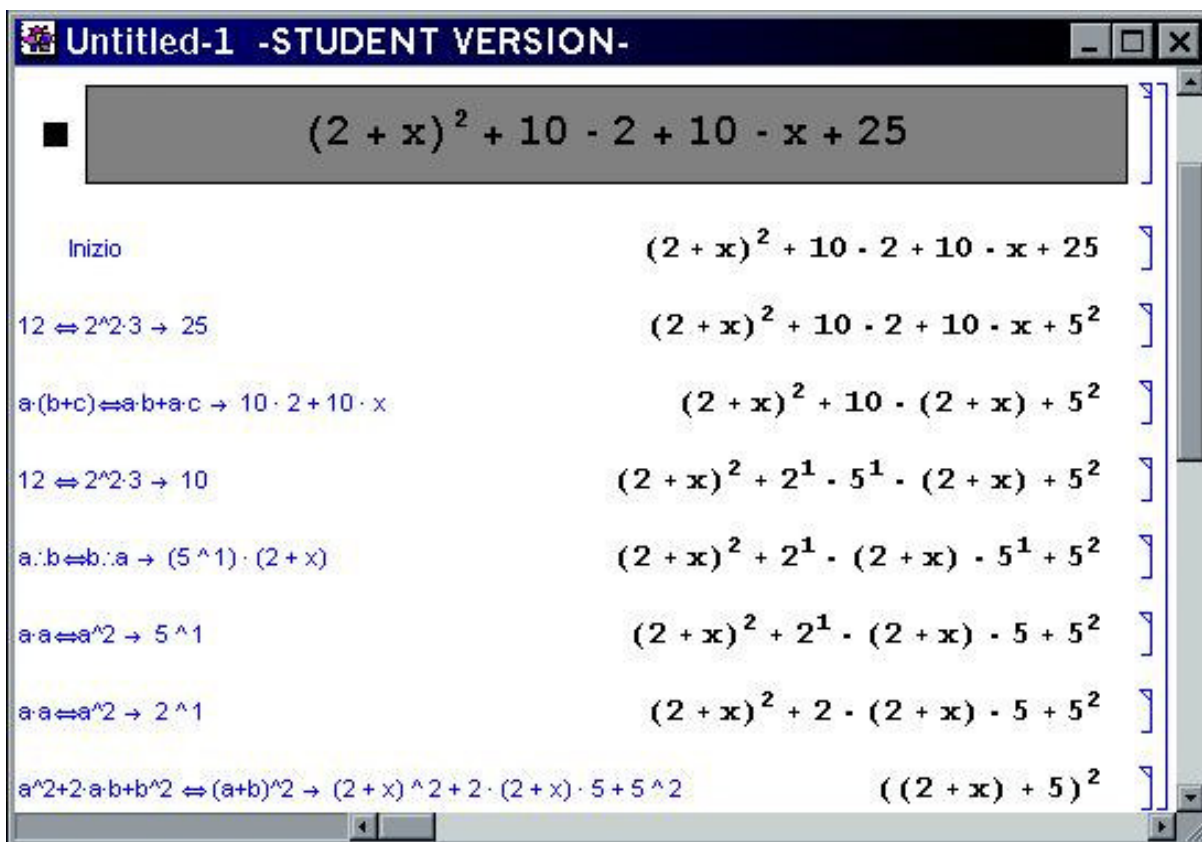 Untitled-1 -STUDENT VERSION-
(2 + x)² + 10 · 2 + 10 · x + 25
Inizio (2 + x)² + 10 · 2 + 10 · x + 25
12 ⇔ 2^2·3 → 25 (2 + x)² + 10 · 2 + 10 · x + 5²
a·(b+c)⇔a·b+a·c → 10 · 2 + 10 · x (2 + x)² + 10 · (2 + x) + 5²
12 ⇔ 2^2·3 → 10 (2 + x)² + 2¹ · 5¹ · (2 + x) + 5²
a∴b⇔b∴a → (5 ^1) · (2 + x) (2 + x)² + 2¹ · (2 + x) · 5¹ + 5²
a·a⇔a^2 → 5 ^1 (2 + x)² + 2¹ · (2 + x) · 5 + 5²
a·a⇔a^2 → 2 ^1 (2 + x)² + 2 · (2 + x) · 5 + 5²
a^2+2·a·b+b^2 ⇔ (a+b)^2 → (2 + x) ^ 2 + 2 · (2 + x) · 5 + 5 ^ 2 ((2 + x) + 5)²